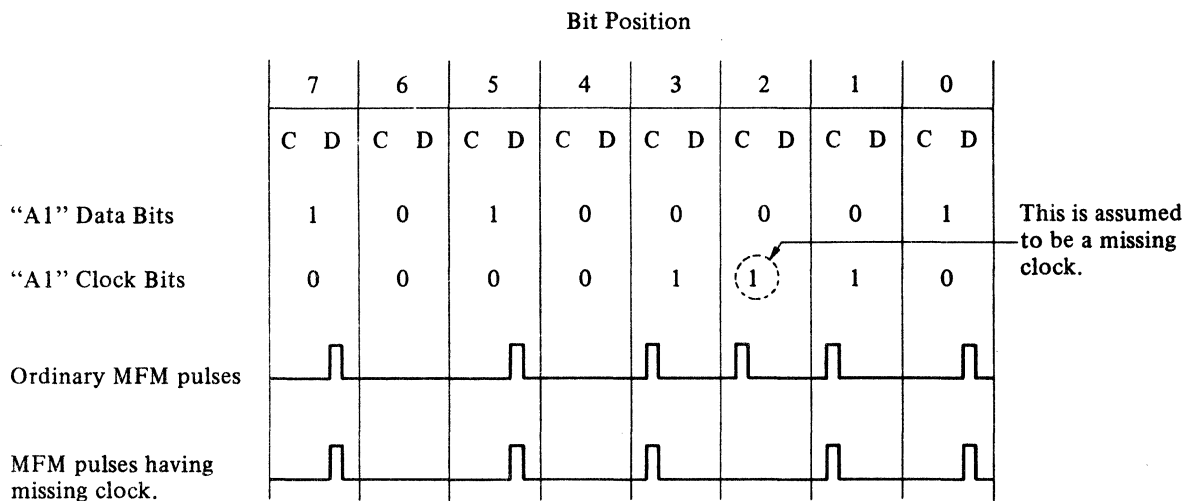 Bit Position
7 6 5 4 3 2 1 0
C D C D C D C D C D C D C D C D
“A1” Data Bits 1 0 1 0 0 0 0 1
This is assumed
to be a missing
clock.
“A1” Clock Bits 0 0 0 0 1 1 1 0
Ordinary MFM pulses
MFM pulses having
missing clock.